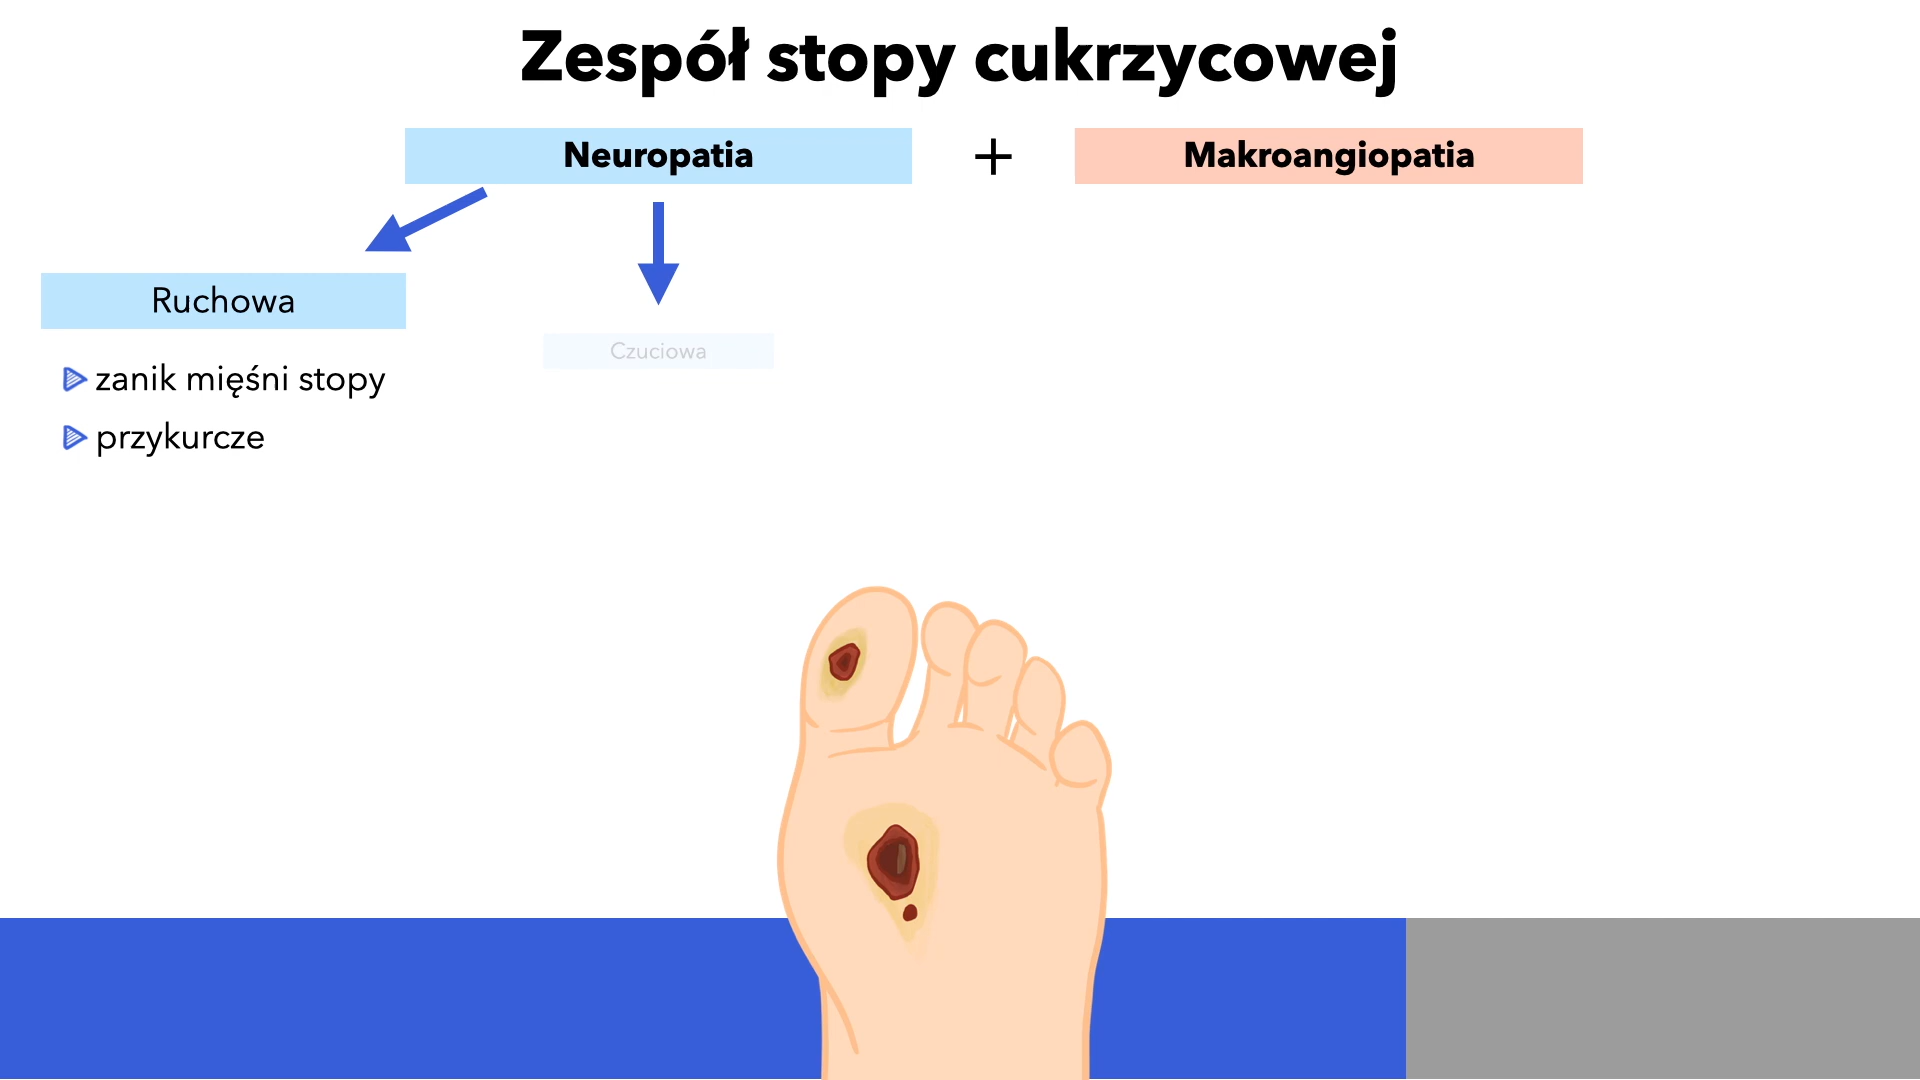 Zespół stopy cukrzycowej
Neuropatia + Makroangiopatia
Ruchowa
Czuciowa
zanik mięśni stopy
przykurcze